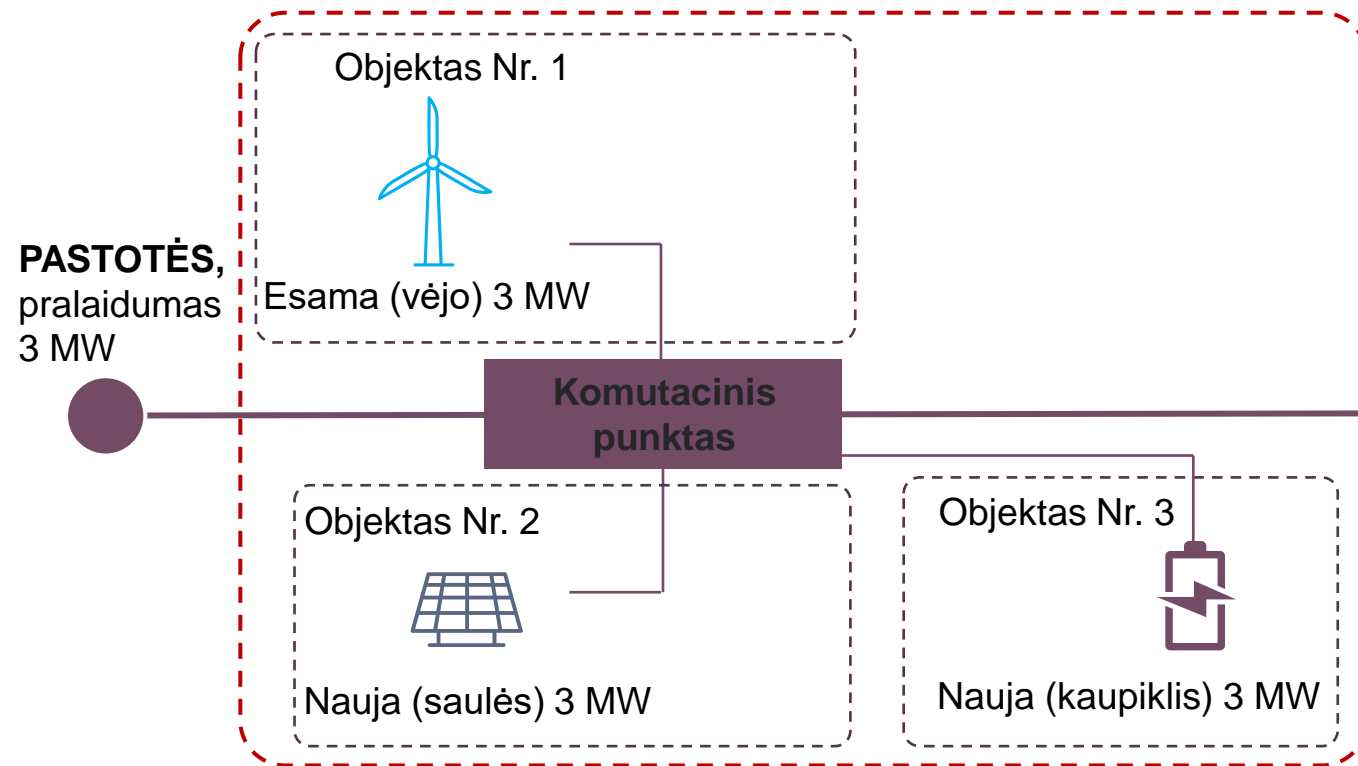 Objektas Nr. 1
Esama (vėjo) 3 MW
PASTOTĖS,
pralaidumas
3 MW
Komutacinis
punktas
Objektas Nr. 2
Nauja (saulės) 3 MW
Objektas Nr. 3
Nauja (kaupiklis) 3 MW